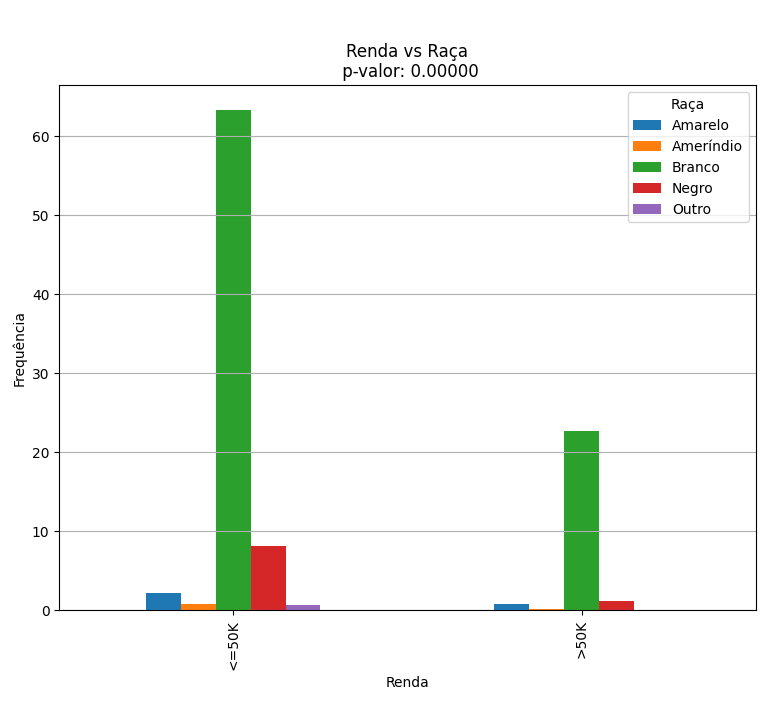 Renda vs Raça
p-valor: 0.00000
Raça
Amarelo
Ameríndio
Branco
Negro
Outro
Frequência
60
50
40
30
20
10
0
<=50K
>50K
Renda